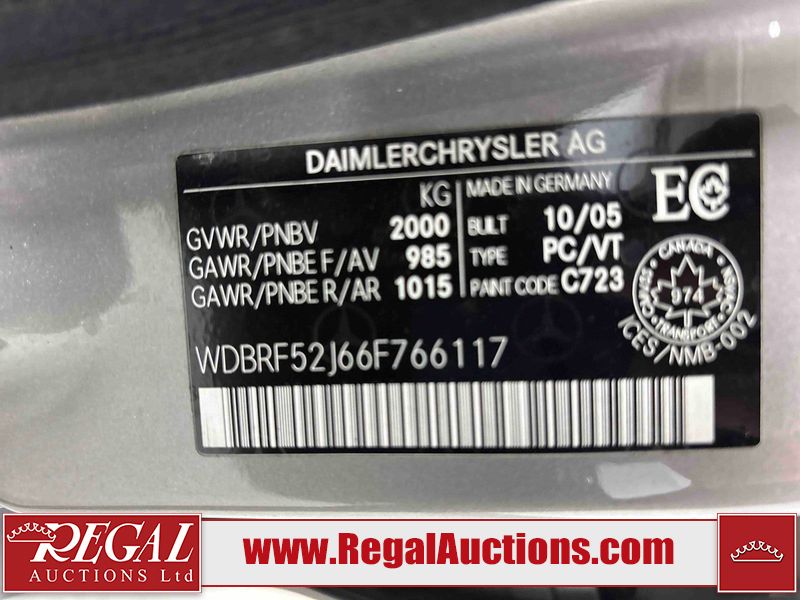 DAIMLERCHRYSLER AG
KG
GVWR/PNBV 2000
GAWR/PNBE F/AV 985
GAWR/PNBE R/AR 1015
MADE IN GERMANY
BUILT 10/05
TYPE PC/VT
PAINT CODE C723
EC
CANADA
974
TRANSPORT
ICES/NMB-002
WDBRF52J66F766117
REGAL
AUCTIONS Ltd
www.RegalAuctions.com